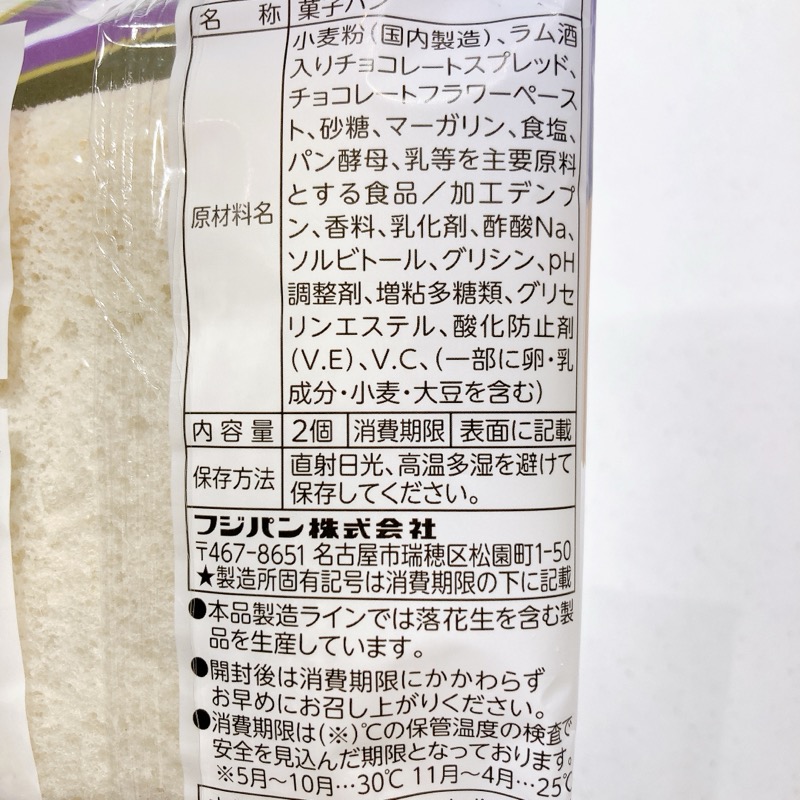 名称 菓子パン
原材料名
小麦粉(国内製造)、ラム酒
入りチョコレートスプレッド、
チョコレートフラワーペース
ト、砂糖、マーガリン、食塩、
パン酵母、乳等を主要原料
とする食品/加工デンプ
ン、香料、乳化剤、酢酸Na、
ソルビトール、グリシン、pH
調整剤、増粘多糖類、グリセ
リンエステル、酸化防止剤
(V.E)、V.C、(一部に卵・乳
成分・小麦・大豆を含む)
内容量 2個 消費期限 表面に記載
保存方法
直射日光、高温多湿を避けて
保存してください。
フジパン株式会社
〒467-8651 名古屋市瑞穂区松園町1-50
★製造所固有記号は消費期限の下に記載
●本品製造ラインでは落花生を含む製
品を生産しています。
●開封後は消費期限にかかわらず
お早めにお召し上がりください。
●消費期限は(※)℃の保管温度の検査で
安全を見込んだ期限となっております。
※5月~10月…30℃ 11月~4月…25℃